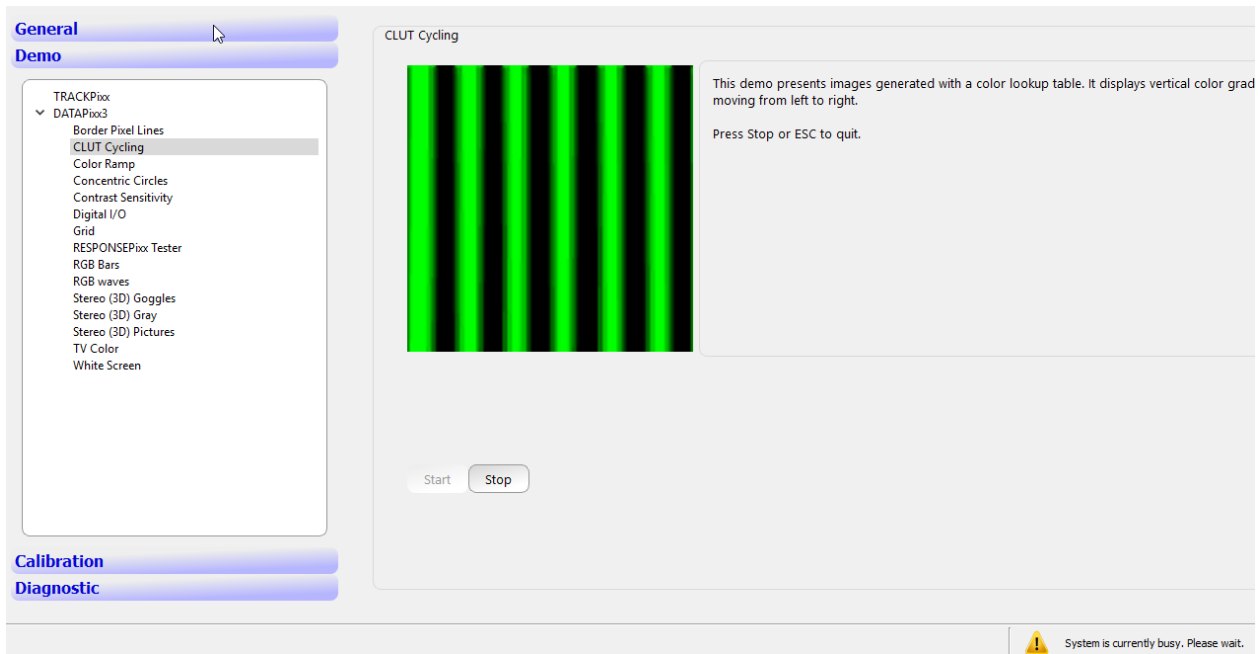 General
Demo
TRACKPixx
DATAPixx3
Border Pixel Lines
CLUT Cycling
Color Ramp
Concentric Circles
Contrast Sensitivity
Digital I/O
Grid
RESPONSEPixx Tester
RGB Bars
RGB waves
Stereo (3D) Goggles
Stereo (3D) Gray
Stereo (3D) Pictures
TV Color
White Screen
Calibration
Diagnostic
CLUT Cycling
This demo presents images generated with a color lookup table. It displays vertical color grad
moving from left to right.
Press Stop or ESC to quit.
Start
Stop
System is currently busy. Please wait.